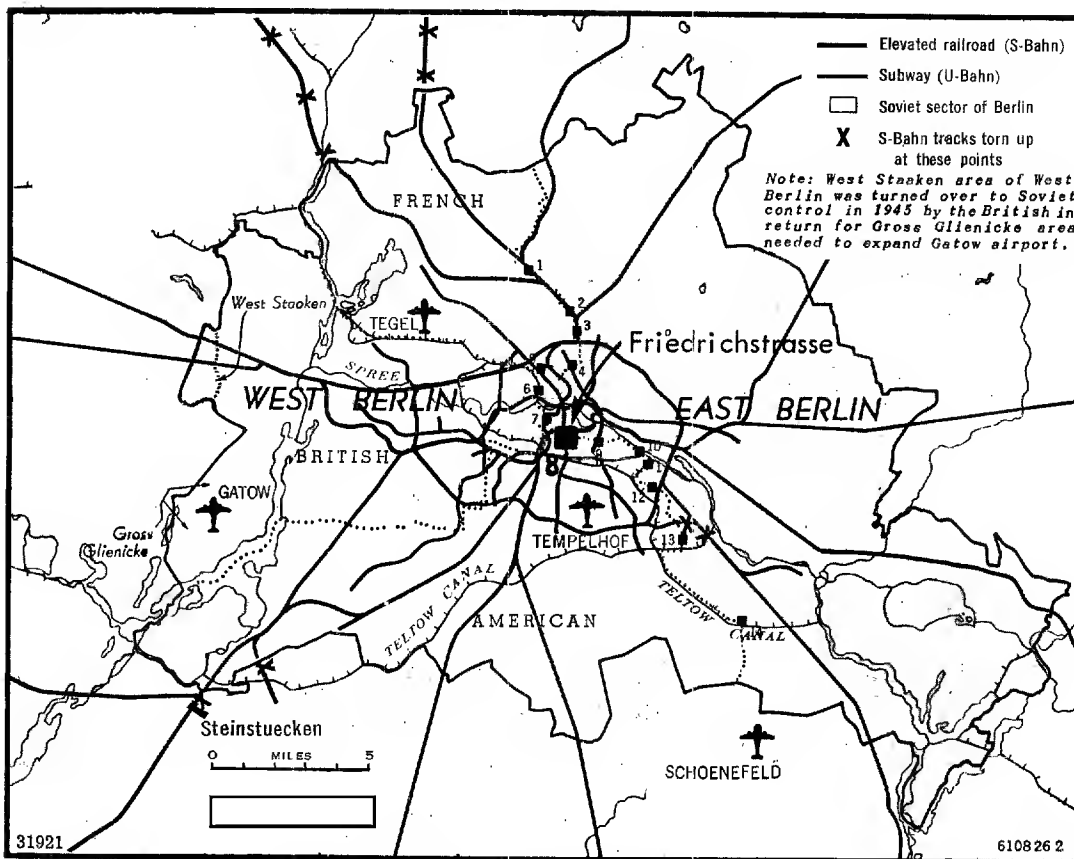 Elevated railroad (S-Bahn)
Subway (U-Bahn)
Soviet sector of Berlin
X S-Bahn tracks torn up
at these points
Note: West Staaken area of West
Berlin was turned over to Soviet
control in 1945 by the British in
return for Gross Glienicke area
needed to expand Gatow airport.
FRENCH
1
West Staaken
TEGEL
2
3
Friedrichstrasse
SPREE
4
6
WEST BERLIN
EAST BERLIN
7
BRITISH
8
9
10
12
GATOW
Gross
Glienicke
TEMPELHOF
13
TELTOW CANAL
AMERICAN
TELTOW
CANAL
Steinstuecken
0 MILES 5
SCHOENEFELD
31921
610826 2